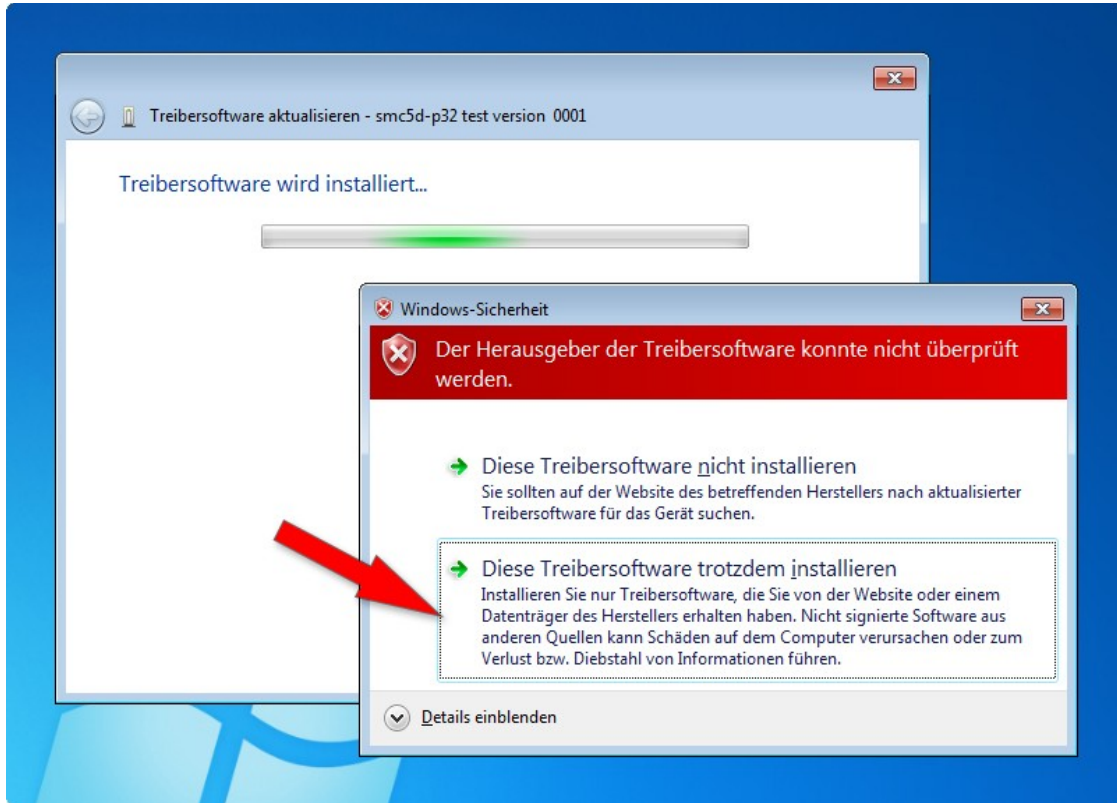 Treibersoftware aktualisieren - smc5d-p32 test version 0001
Treibersoftware wird installiert...
Windows-Sicherheit
Der Herausgeber der Treibersoftware konnte nicht überprüft
werden.
Diese Treibersoftware nicht installieren
Sie sollten auf der Website des betreffenden Herstellers nach aktualisierter
Treibersoftware für das Gerät suchen.
Diese Treibersoftware trotzdem installieren
Installieren Sie nur Treibersoftware, die Sie von der Website oder einem
Datenträger des Herstellers erhalten haben. Nicht signierte Software aus
anderen Quellen kann Schäden auf dem Computer verursachen oder zum
Verlust bzw. Diebstahl von Informationen führen.
Details einblenden